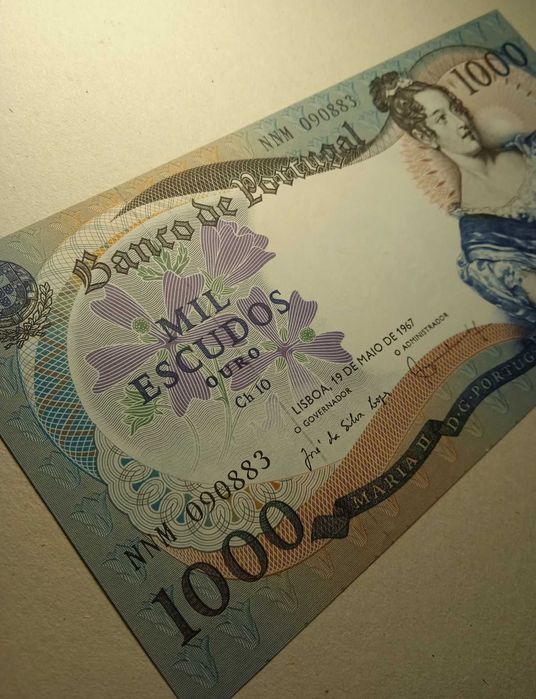 1000
NNM 090883
Banco de Portugal
MIL
ESCUDOS
OURO
Ch 10
LISBOA, 19 DE MAIO DE 1967
O GOVERNADOR
O ADMINISTRADOR
NNM 090883
1000
MARIA II
D·G·PORTUG